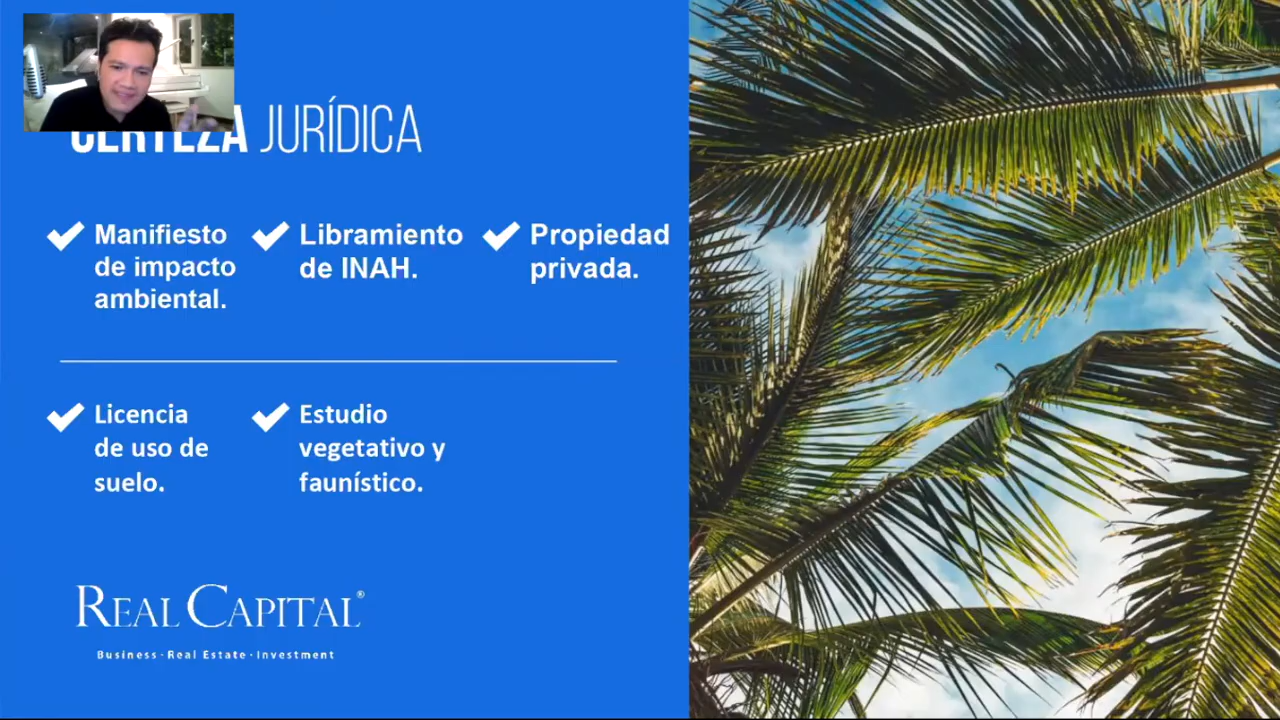 CERTEZA JURÍDICA
Manifiesto
de impacto
ambiental.
Libramiento
de INAH.
Propiedad
privada.
Licencia
de uso de
suelo.
Estudio
vegetativo y
faunístico.
REAL CAPITAL®
Business · Real Estate · Investment